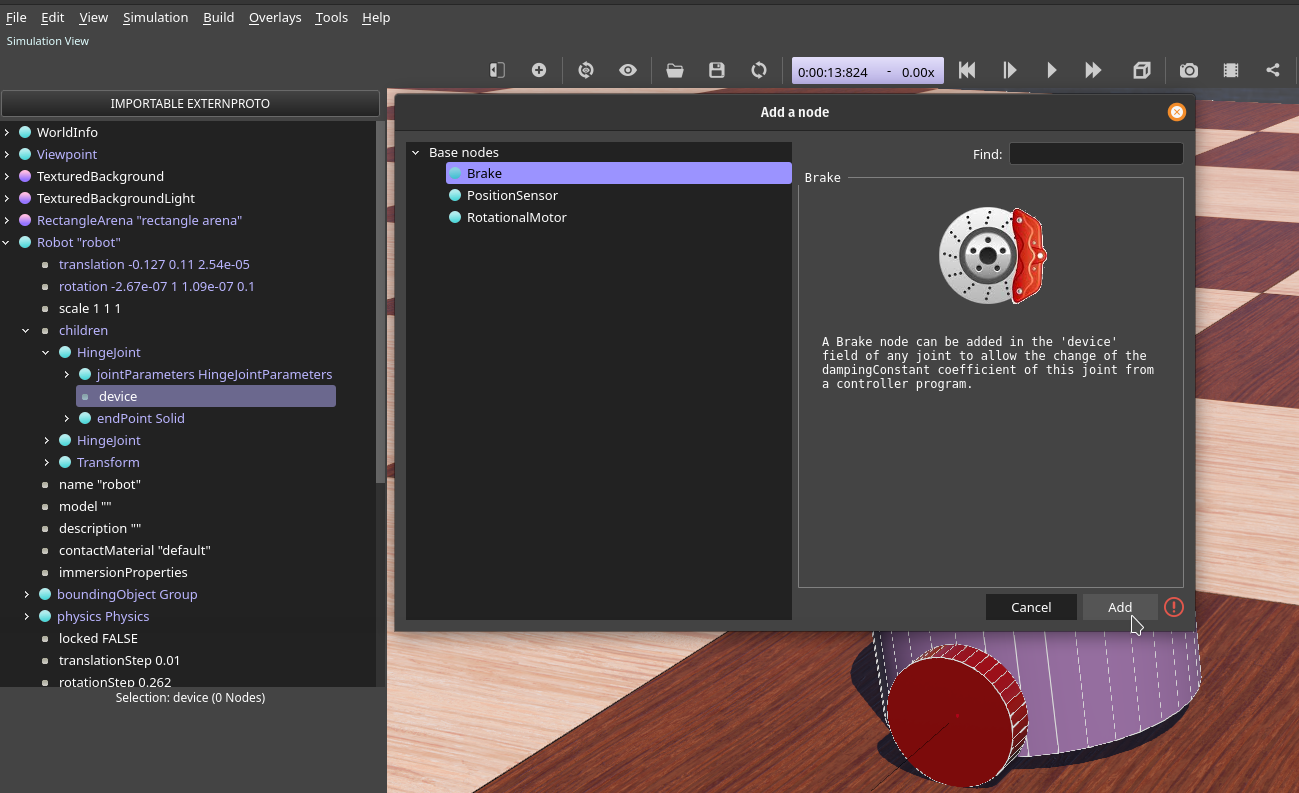 File Edit View Simulation Build Overlays Tools Help
Simulation View
0:00:13:824 - 0.00x
IMPORTABLE EXTERNPROTO
WorldInfo
Viewpoint
TexturedBackground
TexturedBackgroundLight
RectangleArena "rectangle arena"
Robot "robot"
translation -0.127 0.11 2.54e-05
rotation -2.67e-07 1 1.09e-07 0.1
scale 1 1 1
children
HingeJoint
jointParameters HingeJointParameters
device
endPoint Solid
HingeJoint
Transform
name "robot"
model ""
description ""
contactMaterial "default"
immersionProperties
boundingObject Group
physics Physics
locked FALSE
translationStep 0.01
rotationStep 0.262
Selection: device (0 Nodes)
Add a node
Base nodes
Brake
PositionSensor
RotationalMotor
Find:
Brake
A Brake node can be added in the 'device'
field of any joint to allow the change of the
dampingConstant coefficient of this joint from
a controller program.
Cancel Add